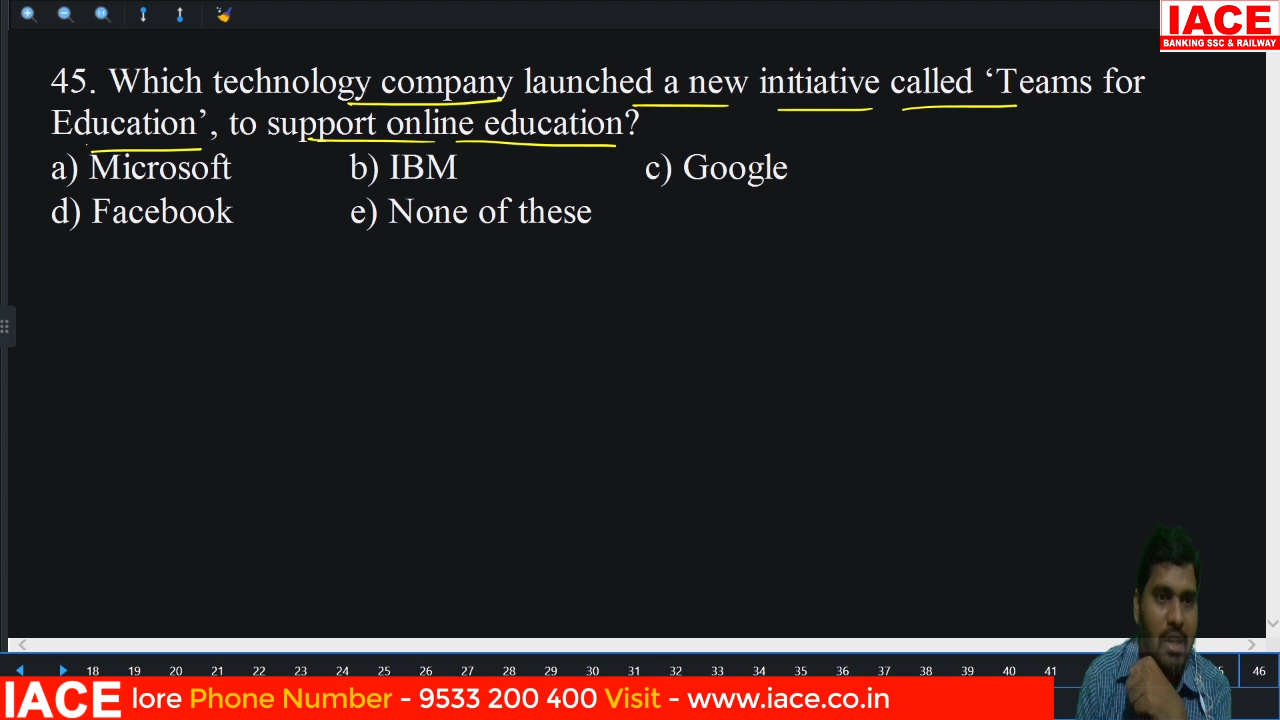 IACE
BANKING SSC & RAILWAY
45. Which technology company launched a new initiative called ‘Teams for
Education’, to support online education?
a) Microsoft b) IBM c) Google
d) Facebook e) None of these
18 19 20 21 22 23 24 25 26 27 28 29 30 31 32 33 34 35 36 37 38 39 40 41 46
IACE lore Phone Number - 9533 200 400 Visit - www.iace.co.in